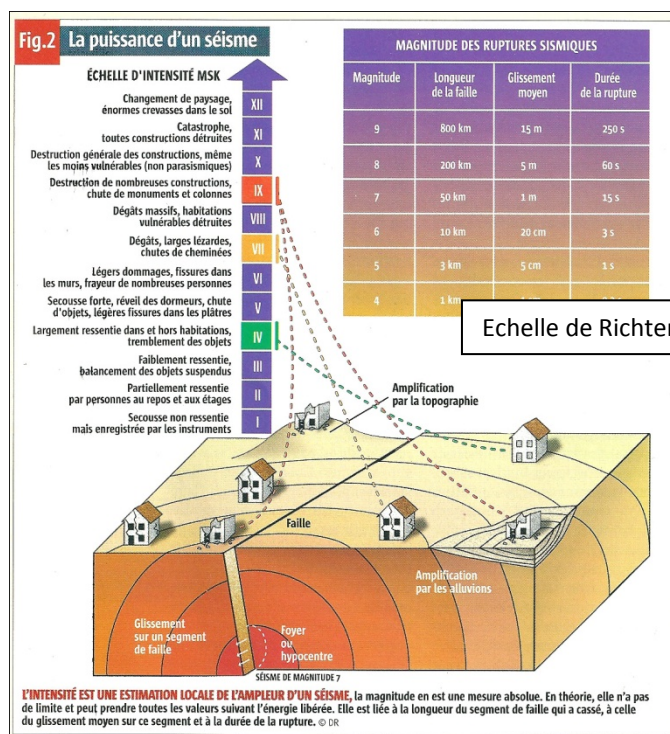 Fig.2 La puissance d'un séisme
ÉCHELLE D'INTENSITÉ MSK
Changement de paysage,
énormes crevasses dans le sol
XII
Catastrophe,
toutes constructions détruites
XI
Destruction générale des constructions, même
les moins vulnérables (non parasismiques)
X
Destruction de nombreuses constructions,
chute de monuments et colonnes
IX
Dégâts massifs, habitations
vulnérables détruites
VIII
Dégâts, larges lézardes,
chutes de cheminées
VII
Légers dommages, fissures dans
les murs, frayeur de nombreuses personnes
VI
Secousse forte, réveil des dormeurs, chute
d'objets, légères fissures dans les plâtres
V
Largement ressentie dans et hors habitations,
tremblement des objets
IV
Faiblement ressentie,
balancement des objets suspendus
III
Partiellement ressentie
par personnes au repos et aux étages
II
Secousse non ressentie
mais enregistrée par les instruments
I
MAGNITUDE DES RUPTURES SISMIQUES
Magnitude Longueur de la faille Glissement moyen Durée de la rupture
9 800 km 15 m 250 s
8 200 km 5 m 60 s
7 50 km 1 m 15 s
6 10 km 20 cm 3 s
5 3 km 5 cm 1 s
4 1 km
Echelle de Richter
Amplification
par la topographie
Faille
Amplification
par les alluvions
Glissement
sur un segment
de faille
Foyer
ou
hypocentre
SÉISME DE MAGNITUDE 7
L'INTENSITÉ EST UNE ESTIMATION LOCALE DE L'AMPLEUR D'UN SÉISME, la magnitude en est une mesure absolue. En théorie, elle n'a pas
de limite et peut prendre toutes les valeurs suivant l'énergie libérée. Elle est liée à la longueur du segment de faille qui a cassé, à celle
du glissement moyen sur ce segment et à la durée de la rupture. © DR